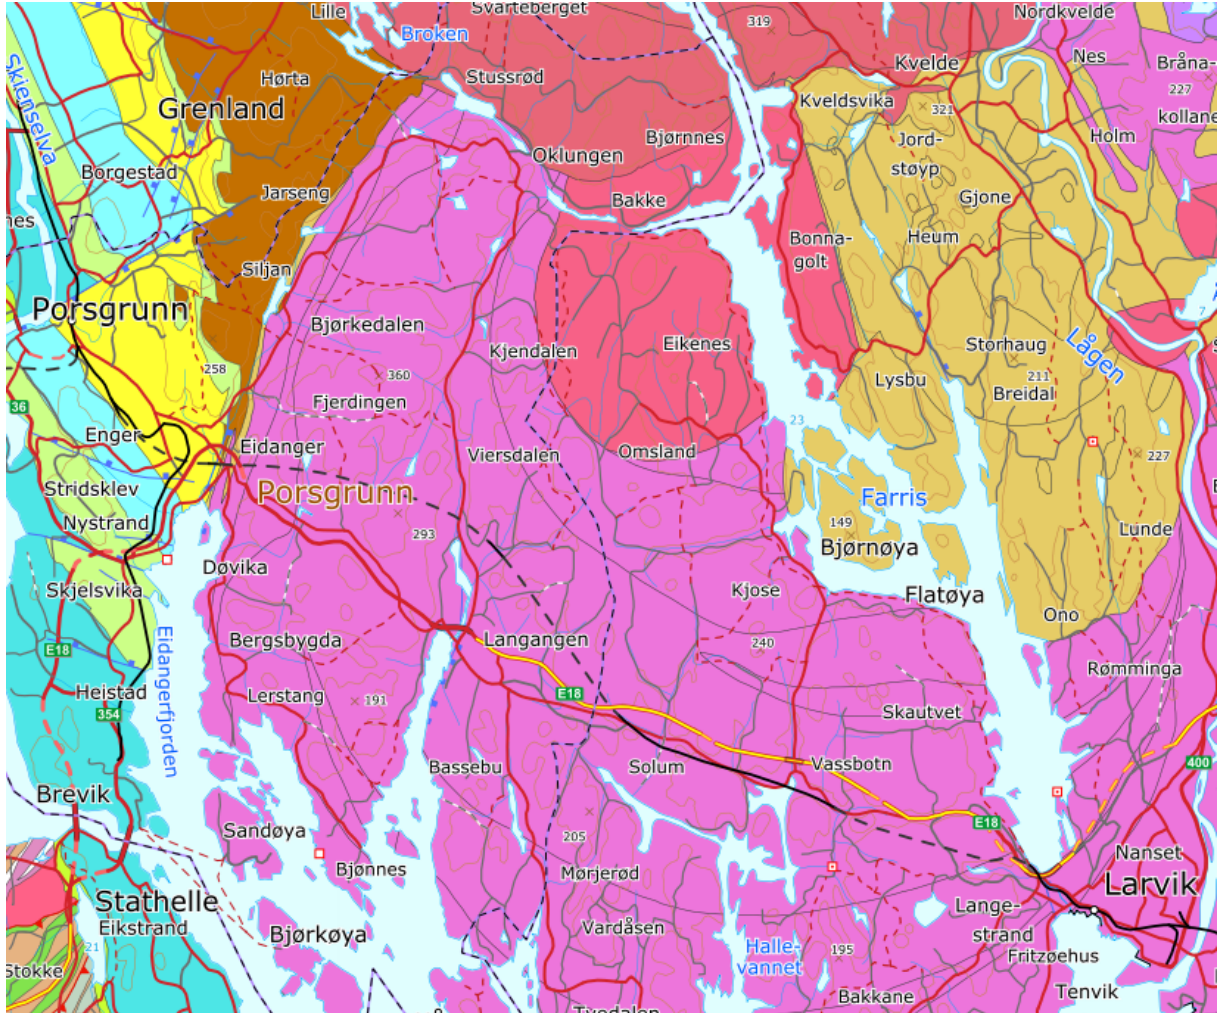 Lille
Svarteberget
319
Nordkvelde
Broken
Skienselva
Hørta
Stussrød
Kvelde
Nes
Bråna-
227
kollane
Grenland
Kveldsvika
321
Bjørnnes
Jord-
støyp
Holm
Borgestad
Oklungen
Jarseng
Bakke
Gjone
nes
Bonna-
golt
Heum
Siljan
Porsgrunn
Bjørkedalen
7
Kjendalen
Eikenes
Storhaug
Lågen
258
360
Lysbu
211
Breidal
36
Fjerdingen
23
Enger
Eidanger
Viersdalen
Omsland
227
Stridsklev
Porsgrunn
Farris
Nystrand
293
149
Lunde
Bjørnøya
Døvika
Skjelsvika
Kjose
Flatøya
Ono
Eidangerfjorden
Bergsbygda
Langangen
240
E18
Rømminga
Heistad
Lerstang
191
E18
354
Skautvet
Bassebu
Solum
Vassbotn
400
Brevik
Sandøya
205
E18
Bjønnes
Mørjerød
Nanset
Larvik
Stathelle
Eikstrand
Bjørkøya
Vardåsen
Lange-
strand
21
Halle-
vannet
195
Fritzøehus
Stokke
Bakkane
Tenvik
Tvedalen